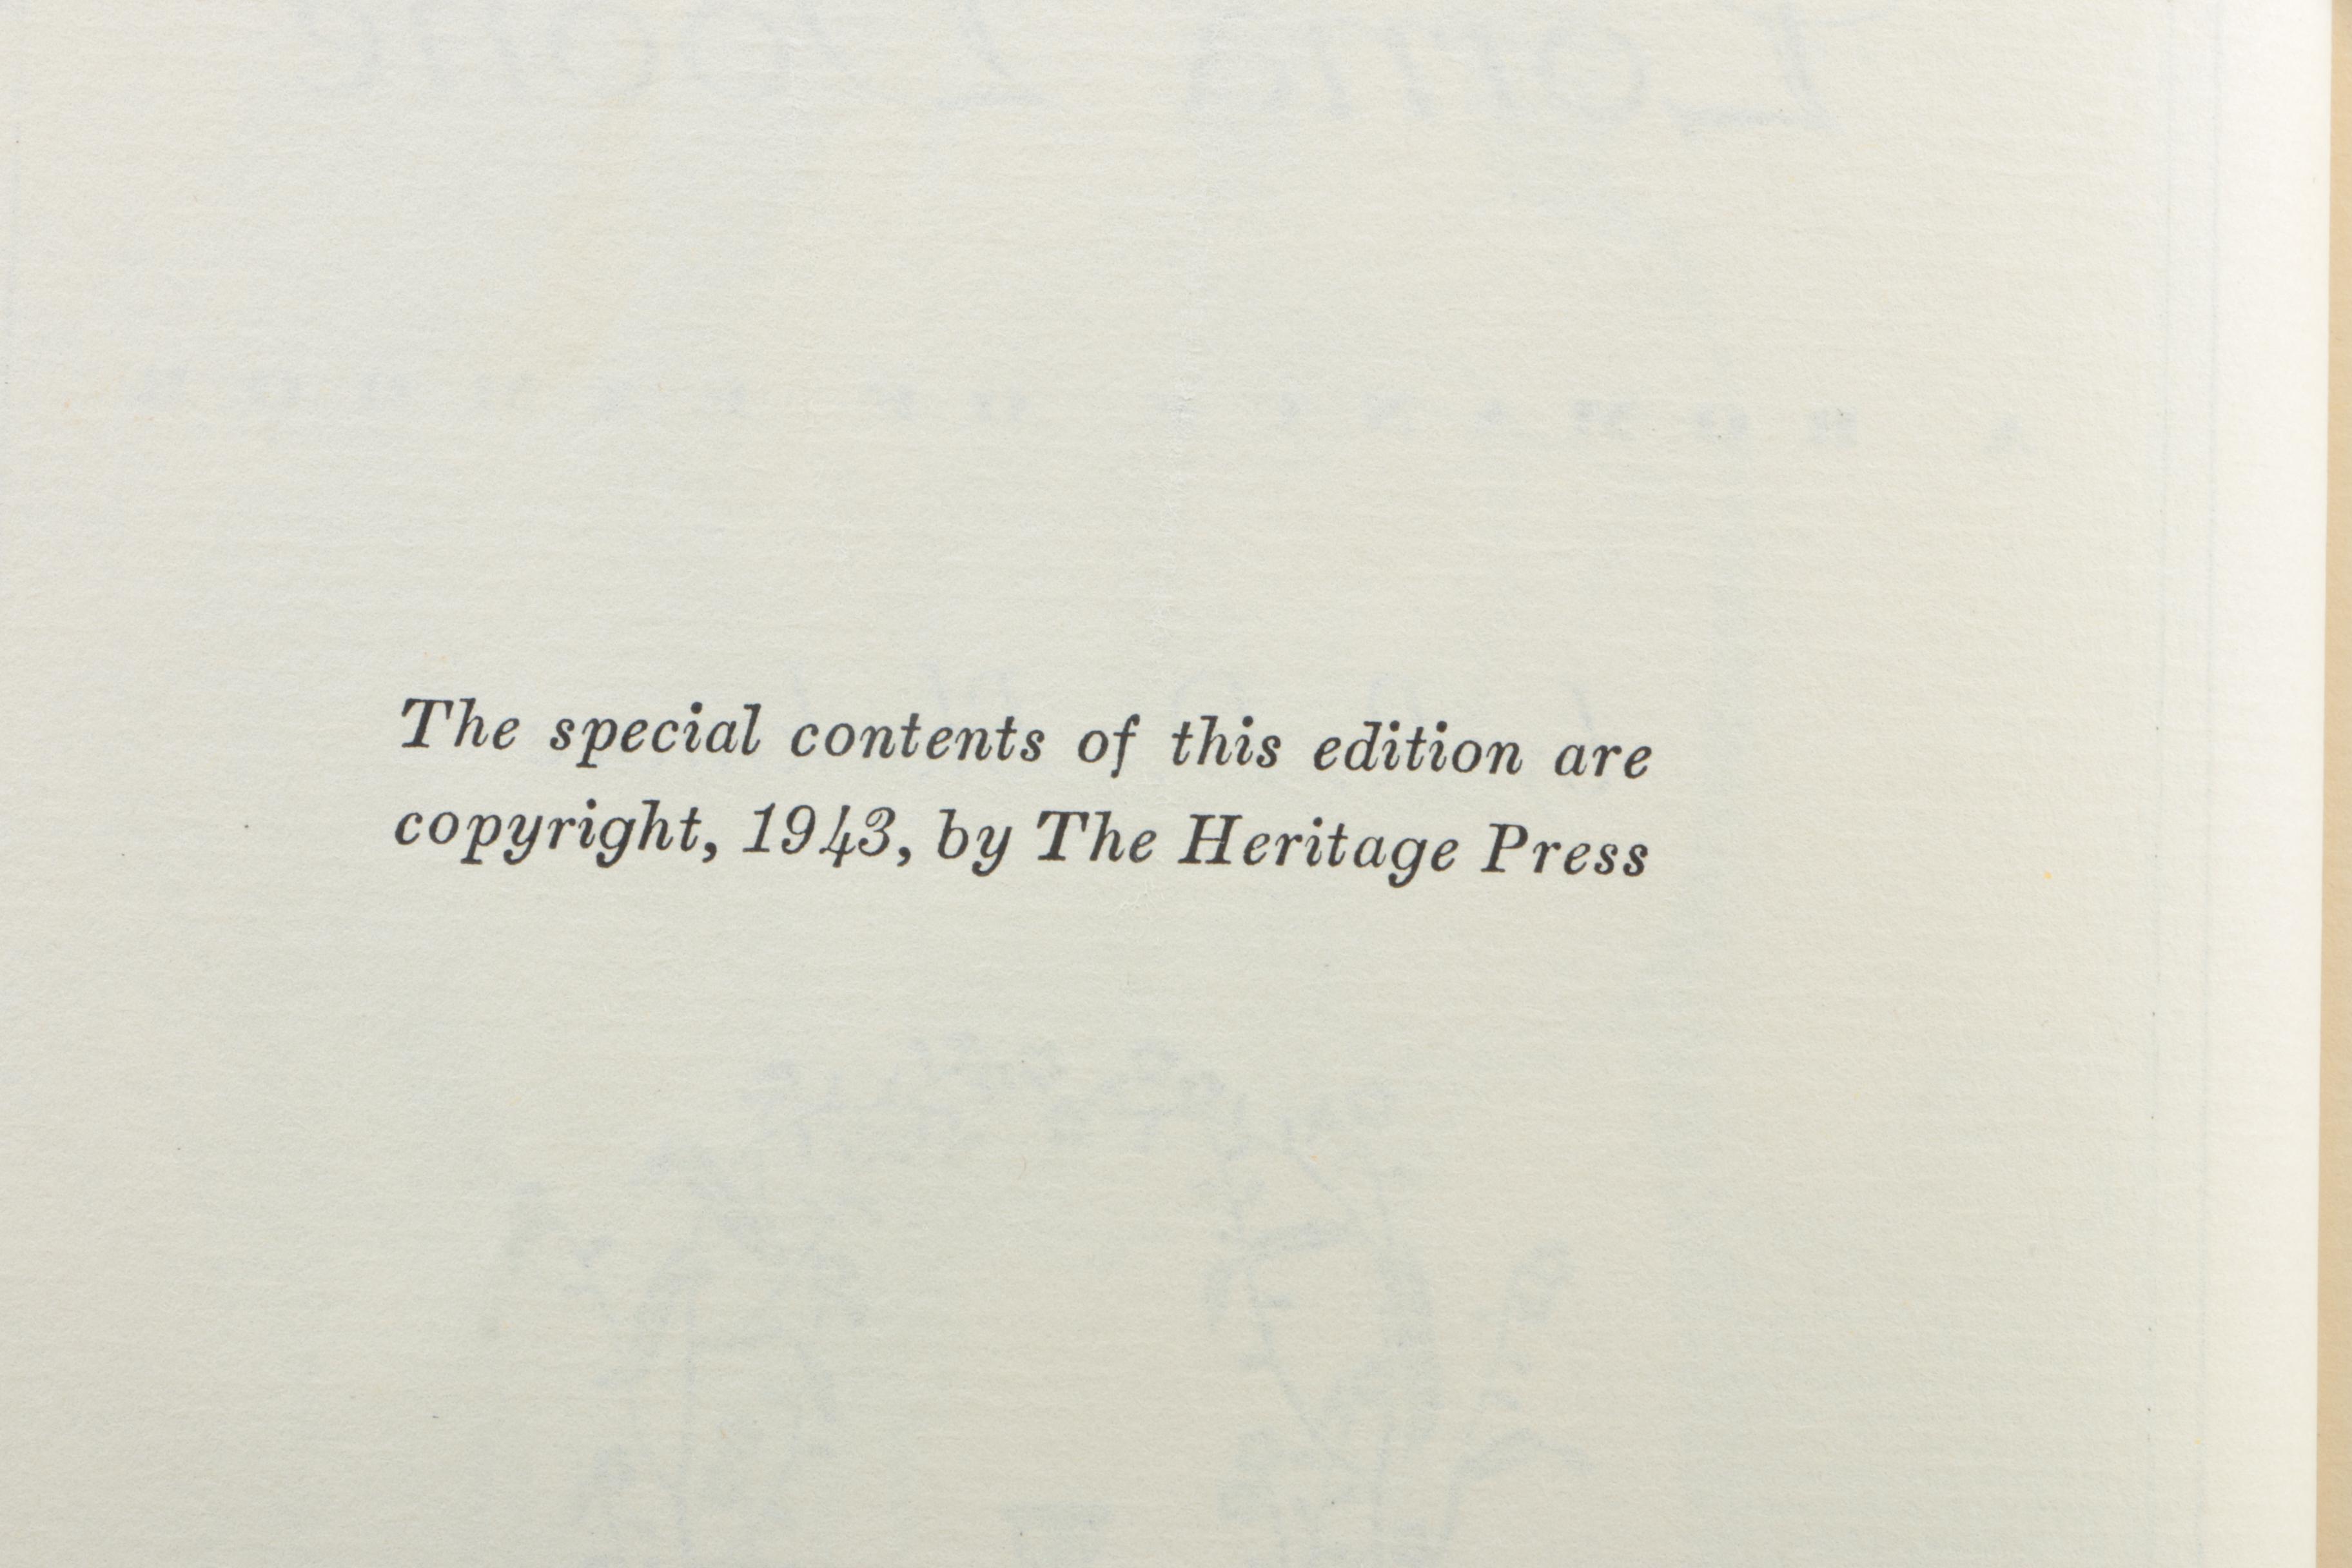 The special contents of this edition are
copyright, 1943, by The Heritage Press